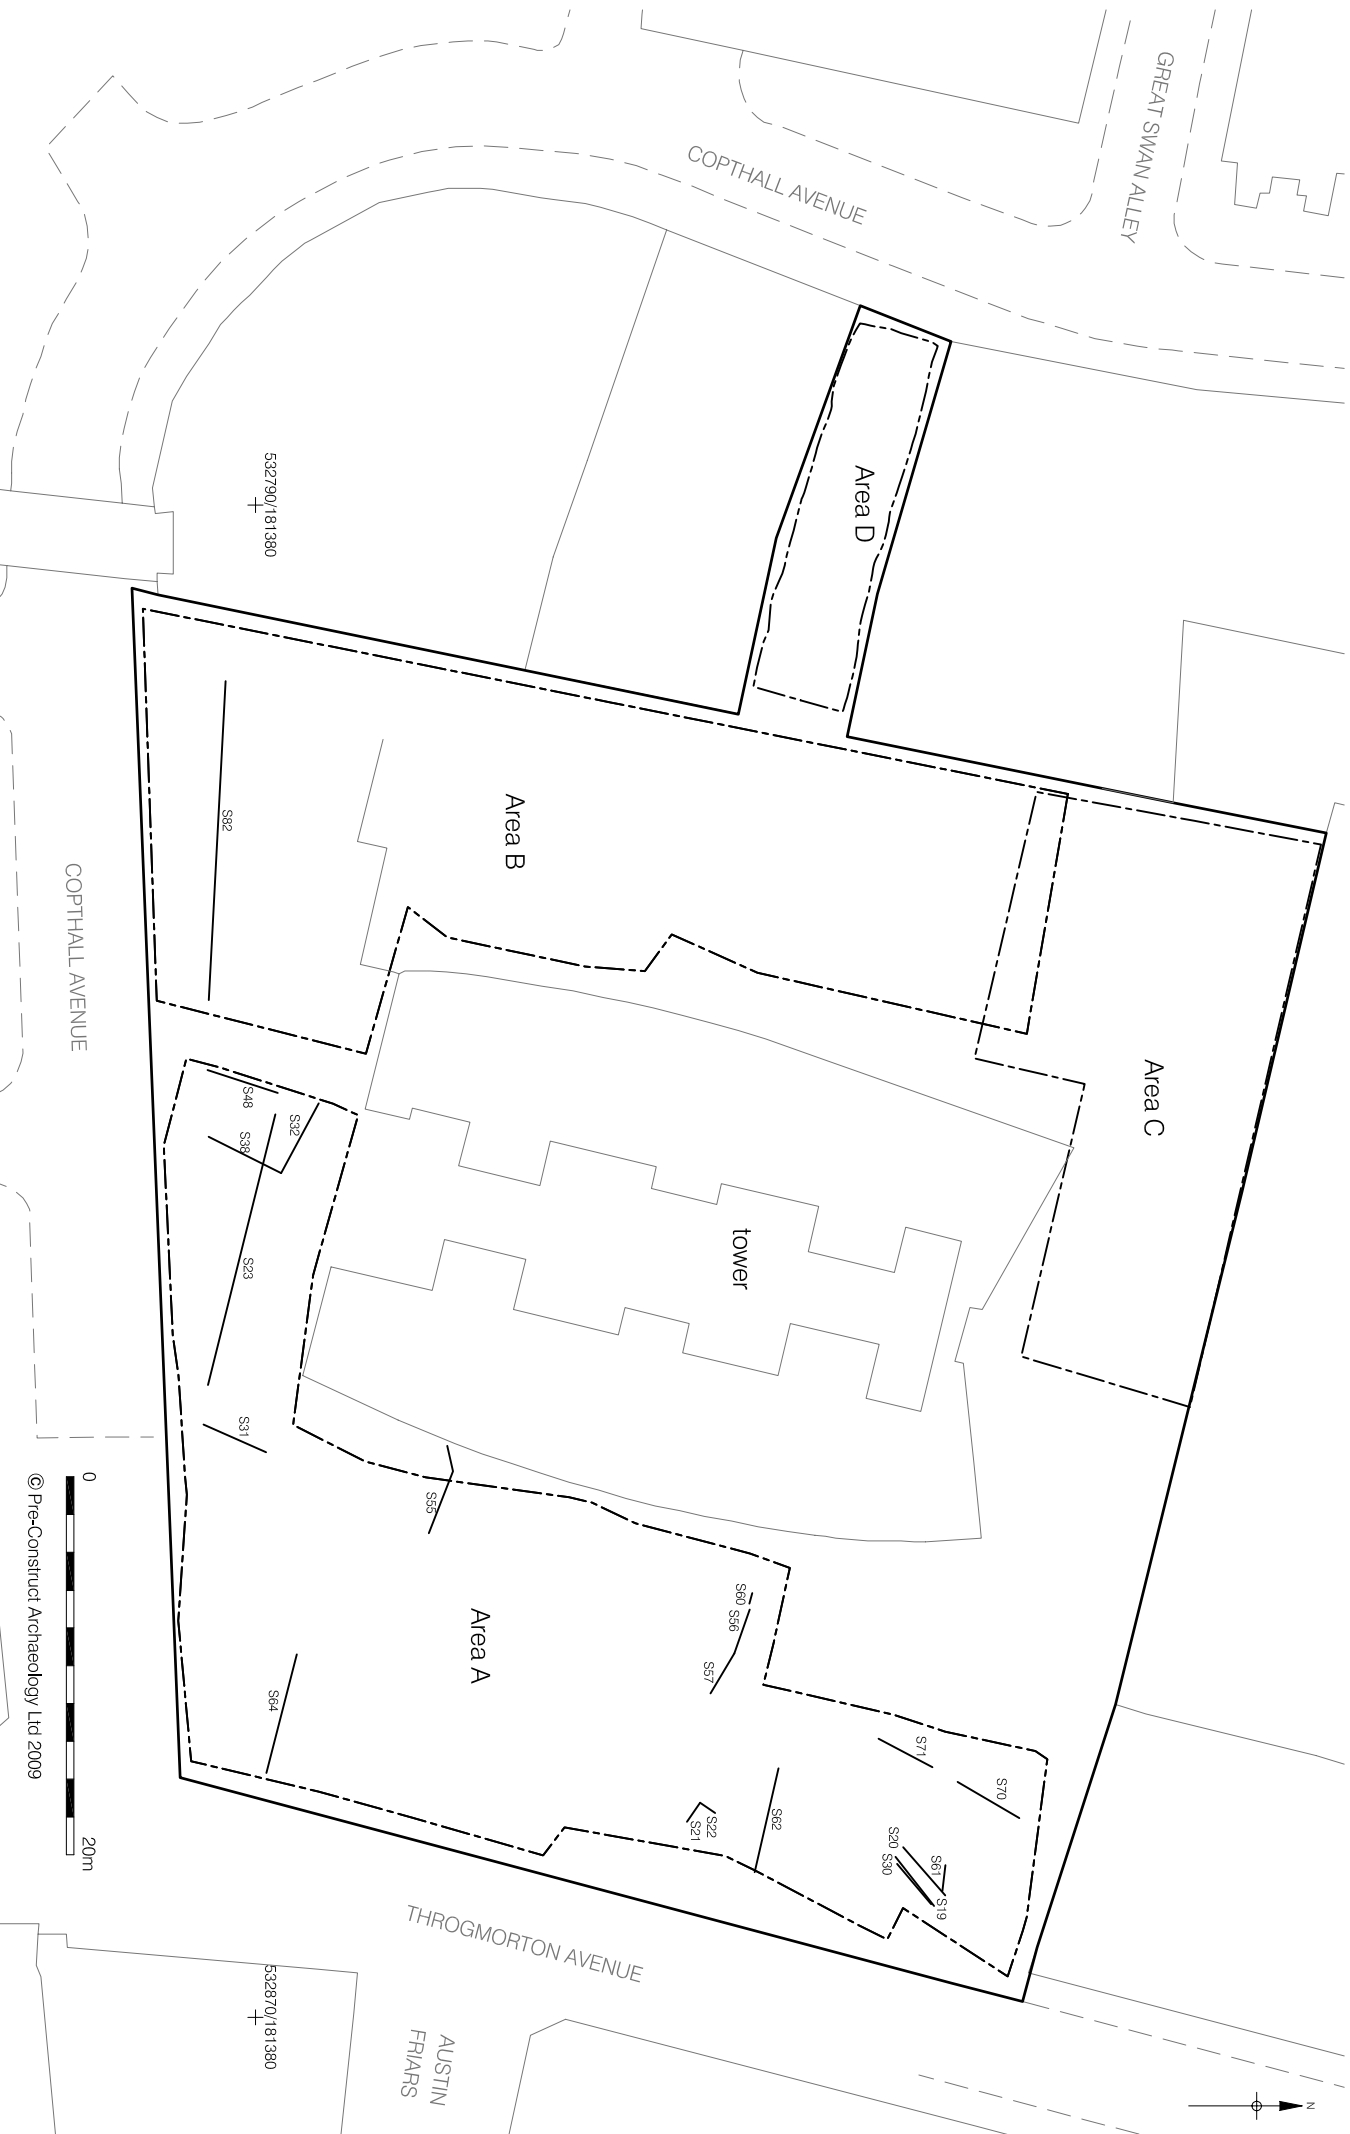 GREAT SWAN ALLEY
COPTHALL AVENUE
Area D
532790/181380
Area B
Area C
S82
COPTHALL AVENUE
tower
S48
S32
S38
S23
S31
S55
Area A
S60
S56
S57
S64
S71
S70
S62
S22
S21
S20
S30
S61
S19
0
20m
© Pre-Construct Archaeology Ltd 2009
THROGMORTON AVENUE
532870/181380
AUSTIN
FRIARS
N